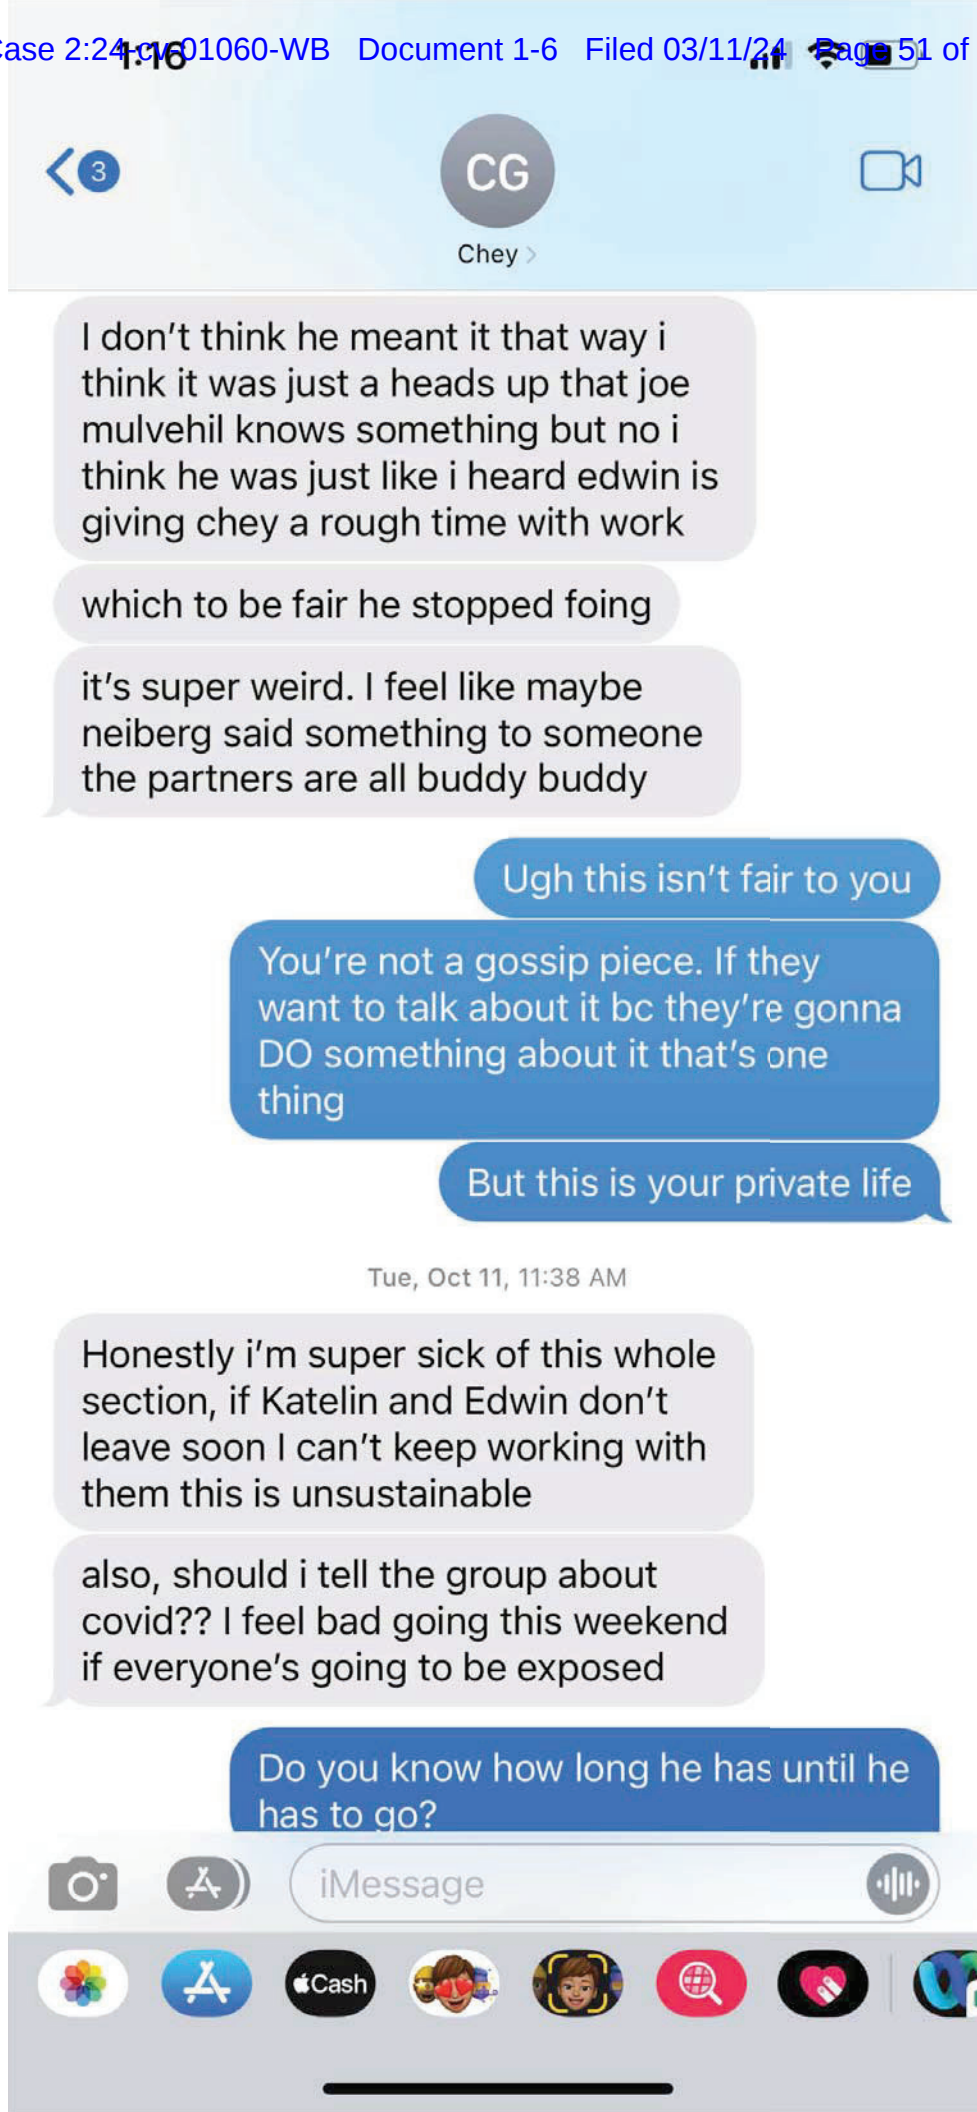 ase 2:24-cv-01060-WB Document 1-6 Filed 03/11/24 Page 51 of
1:16
3
CG
Chey
I don't think he meant it that way i
think it was just a heads up that joe
mulvehil knows something but no i
think he was just like i heard edwin is
giving chey a rough time with work
which to be fair he stopped foing
it's super weird. I feel like maybe
neiberg said something to someone
the partners are all buddy buddy
Ugh this isn't fair to you
You're not a gossip piece. If they
want to talk about it bc they're gonna
DO something about it that's one
thing
But this is your private life
Tue, Oct 11, 11:38 AM
Honestly i'm super sick of this whole
section, if Katelin and Edwin don't
leave soon I can't keep working with
them this is unsustainable
also, should i tell the group about
covid?? I feel bad going this weekend
if everyone's going to be exposed
Do you know how long he has until he
has to go?
iMessage
Cash